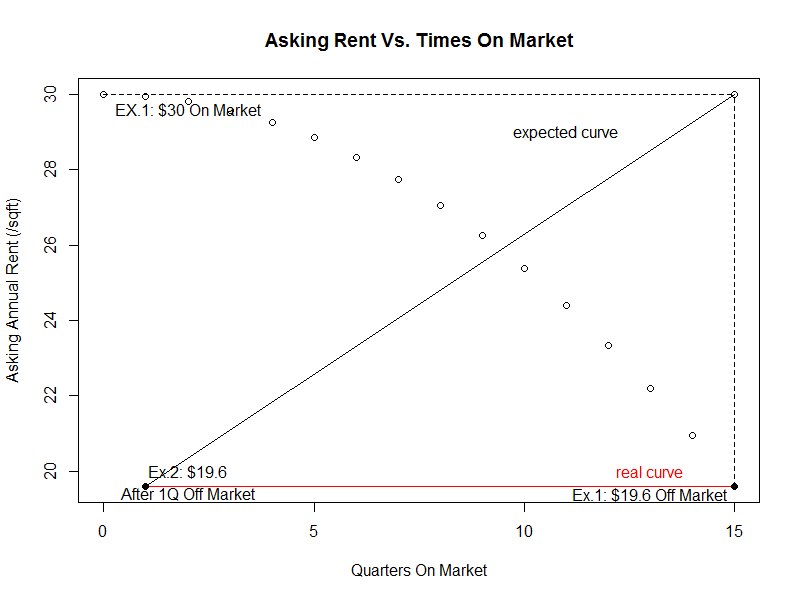 Asking Rent Vs. Times On Market
Asking Annual Rent (/sqft)
30
28
26
24
22
20
EX.1: $30 On Market
expected curve
Ex.2: $19.6
After 1Q Off Market
real curve
Ex.1: $19.6 Off Market
0
5
10
15
Quarters On Market